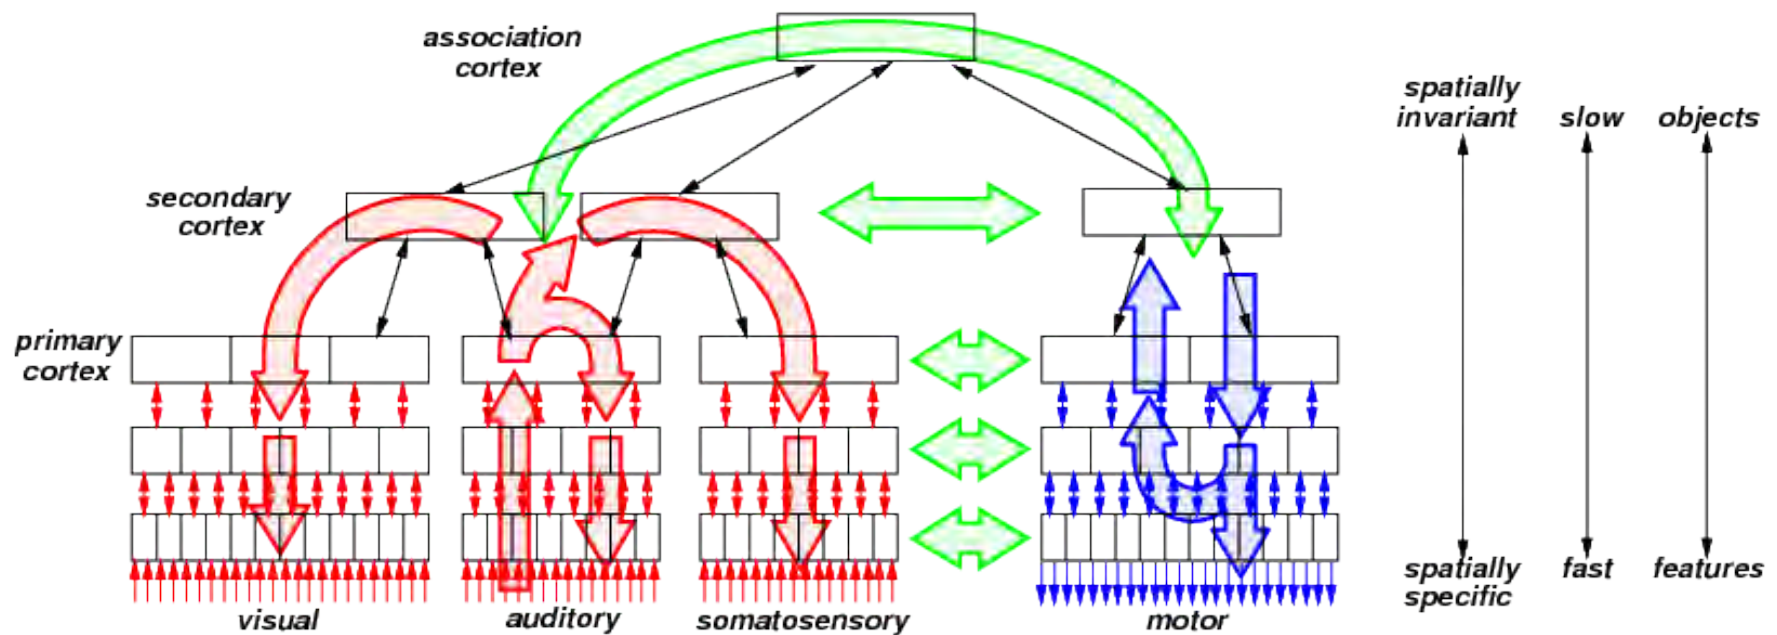 association
cortex
spatially
invariant
slow
objects
secondary
cortex
primary
cortex
spatially
specific
fast
features
visual
auditory
somatosensory
motor